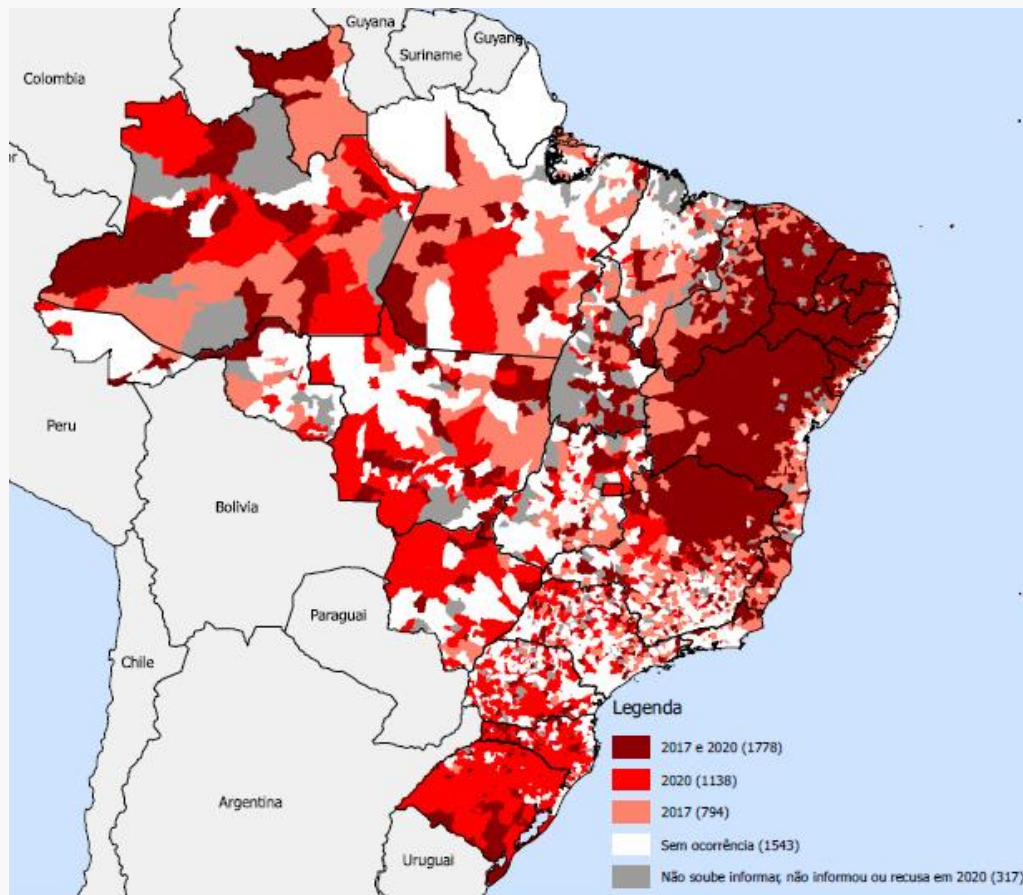 Guyana
Suriname
Guyane
Colombia
or
Peru
Bolivia
Paraguai
Chile
Argentina
Uruguai
Legenda
2017 e 2020 (1778)
2020 (1138)
2017 (794)
Sem ocorrência (1543)
Não soube informar, não informou ou recusa em 2020 (317)